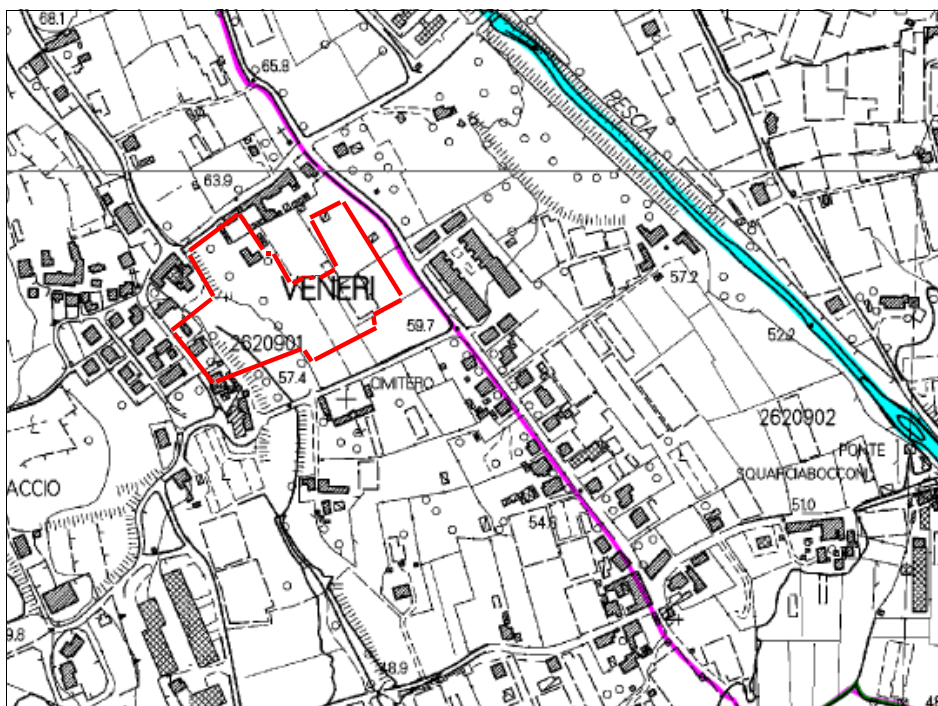 68.1
65.8
PESCIA
63.9
57.2
VENERI
59.7
52.2
2620901
57.4
CIMITERO
2620902
PONTE
SQUARCIABOCCONI
ACCIO
51.0
54.6
9.8
48.9
48